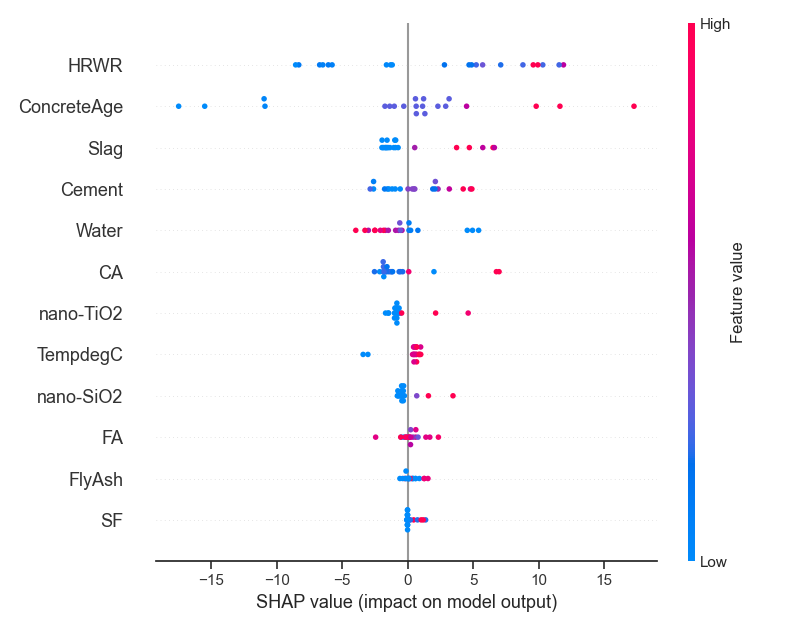 High
HRWR
ConcreteAge
Slag
Cement
Water
CA
nano-TiO2
TempdegC
nano-SiO2
FA
FlyAsh
SF
Low
Feature value
−15 −10 −5 0 5 10 15
SHAP value (impact on model output)